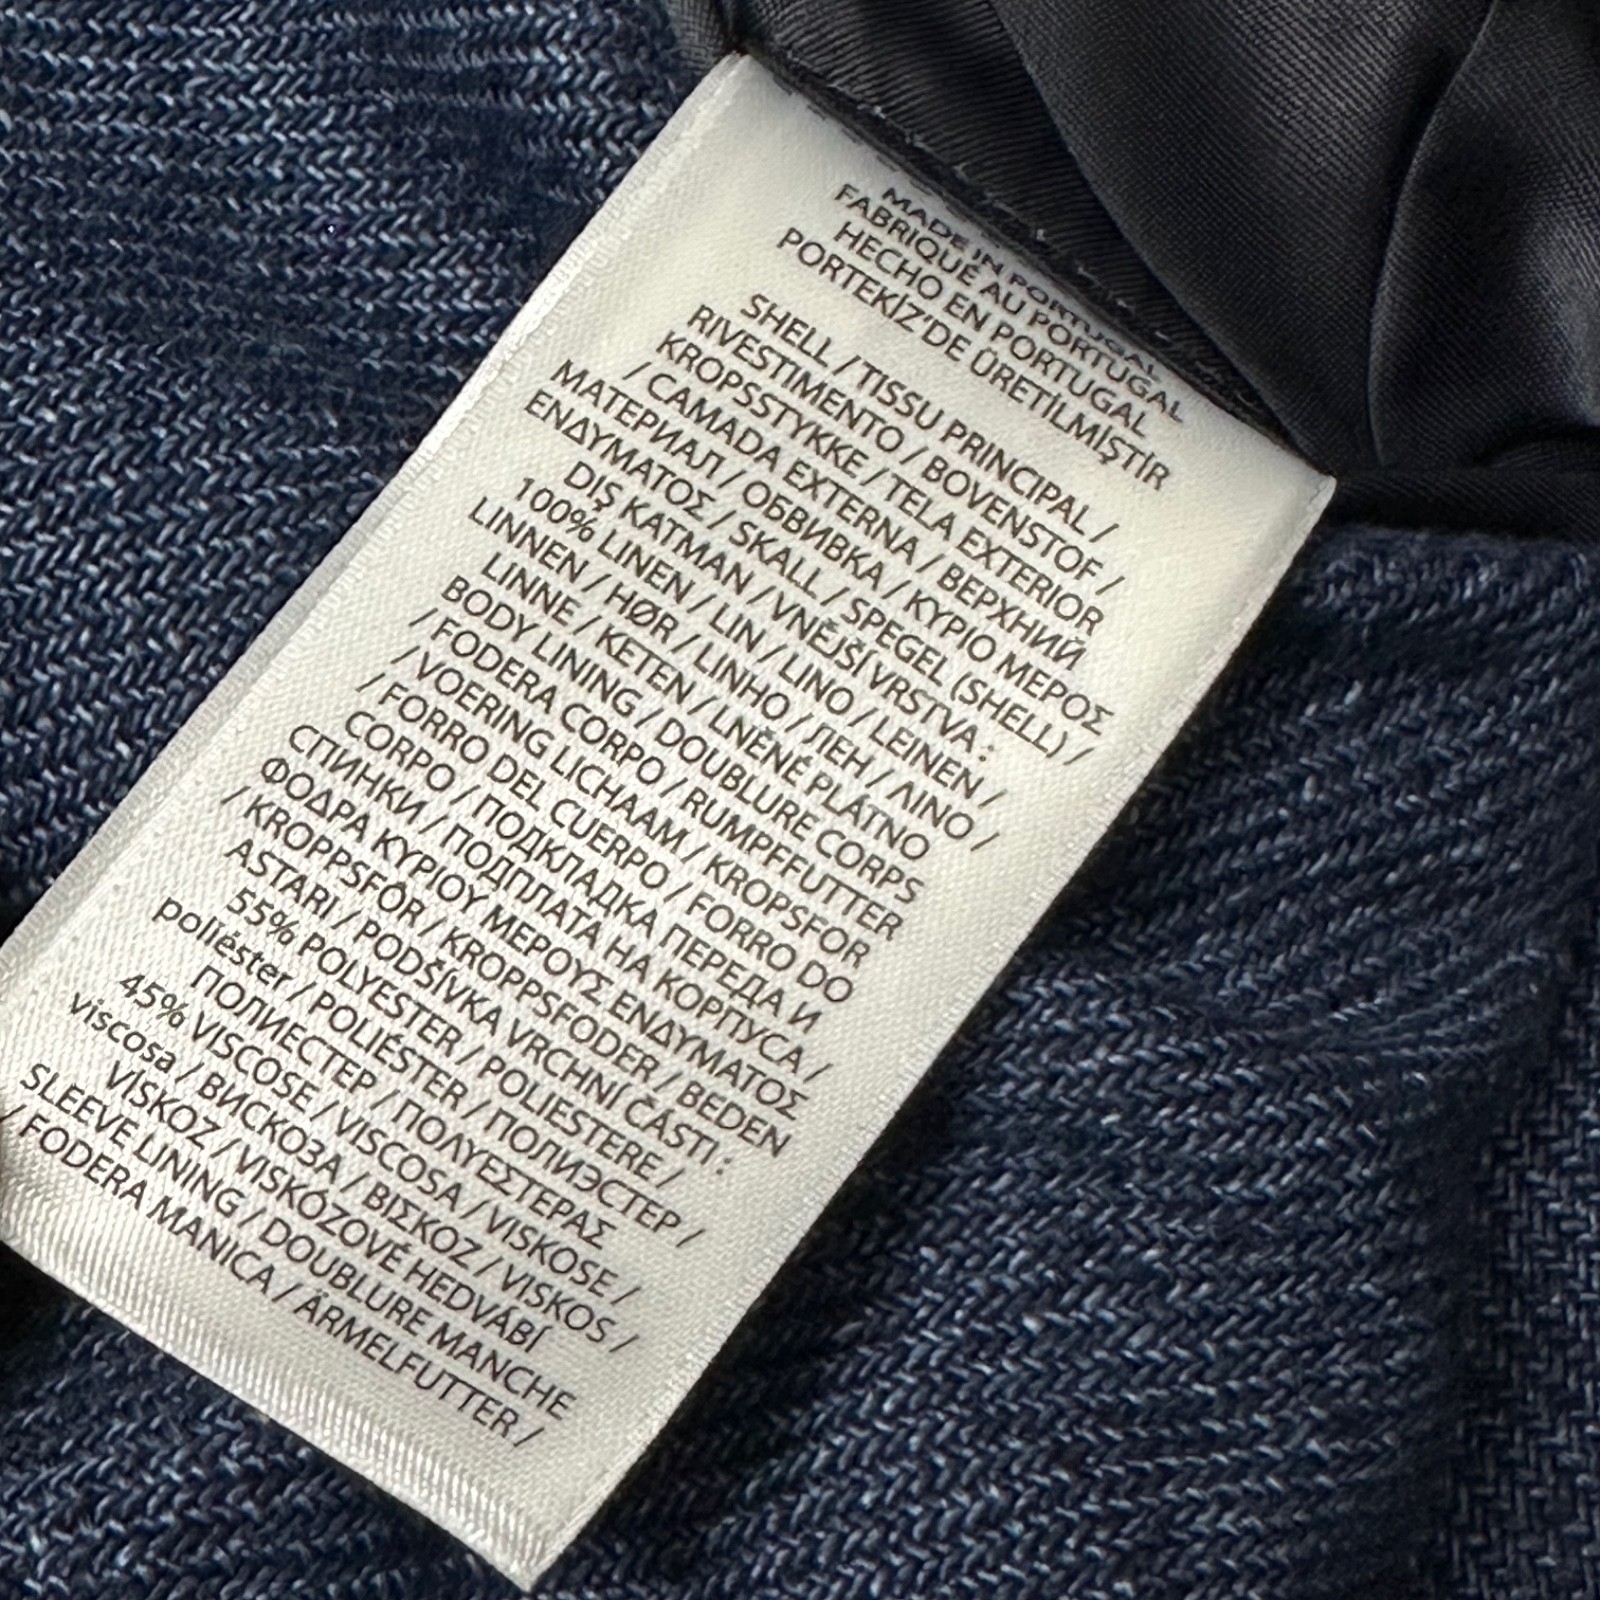 MADE IN PORTUGAL
FABRIQUÉ AU PORTUGAL
HECHO EN PORTUGAL
PORTEKİZ'DE ÜRETİLMİŞTİR
SHELL / TISSU PRINCIPAL /
RIVESTIMENTO / BOVENSTOF /
KROPSSTYKKE / TELA EXTERIOR
/ CAMADA EXTERNA / ВЕРХНИЙ
МАТЕРИАЛ / ОБВИВКА / ΚΥΡΙΟ ΜΕΡΟΣ
ΕΝΔΥΜΑΤΟΣ / SKALL / SPEGEL (SHELL) /
DIŞ KATMAN / VNĚJŠÍ VRSTVA :
100% LINEN / LIN / LINO / LEINEN /
LINNEN / HØR / LINHO / ЛЕН / ΛΙΝΟ /
LINNE / KETEN / LNĚNÉ PLÁTNO
BODY LINING / DOUBLURE CORPS
/ FODERA CORPO / RUMPFFUTTER
/ VOERING LICHAAM / KROPSFOR
/ FORRO DEL CUERPO / FORRO DO
CORPO / ПОДКЛАДКА ПЕРЕДА И
СПИНКИ / ПОДПЛАТА НА КОРПУСА /
ΦΟΔΡΑ ΚΥΡΙΟΥ ΜΕΡΟΥΣ ΕΝΔΥΜΑΤΟΣ
/ KROPPSFÔR / KROPPSFODER / BEDEN
ASTARI / PODŠÍVKA VRCHNÍ ČÁSTI :
55% POLYESTER / POLIESTERE /
poliéster / POLIÉSTER / ПОЛИЭСТЕР /
ПОЛИЕСТЕР / ΠΟΛΥΕΣΤΕΡΑΣ
45% VISCOSE / VISCOSA / VISKOSE /
viscosa / ВИСКОЗА / ΒΙΣΚΟΖ / VISKOS /
VİSKOZ / VISKÓZOVÉ HEDVÁBÍ
SLEEVE LINING / DOUBLURE MANCHE
/ FODERA MANICA / ÄRMELFUTTER /